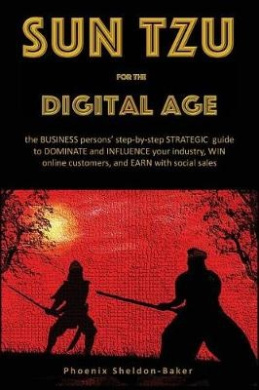 SUN TZU
FOR THE
DIGITAL AGE
the BUSINESS persons' step-by-step STRATEGIC guide
to DOMINATE and INFLUENCE your industry, WIN
online customers, and EARN with social sales
Phoenix Sheldon-Baker